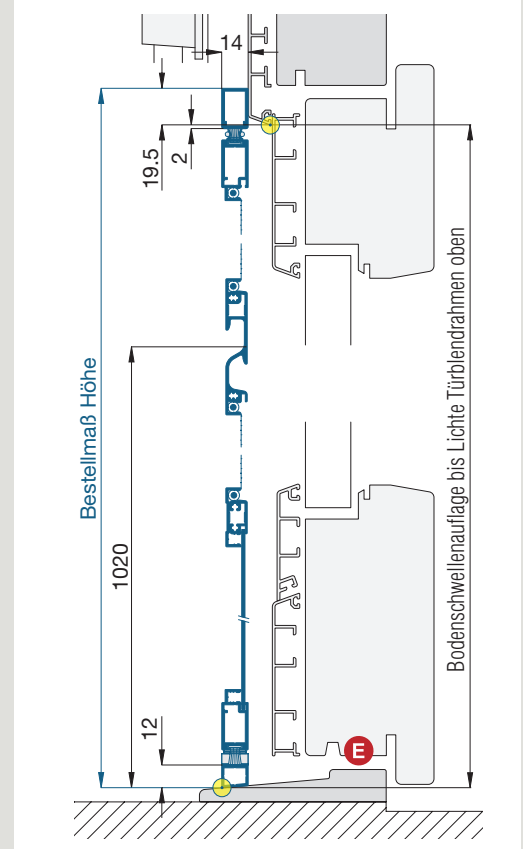 14
19.5
2
Bestellmaß Höhe
1020
Bodenschwellenauflage bis Lichte Türblendrahmen oben
12
E